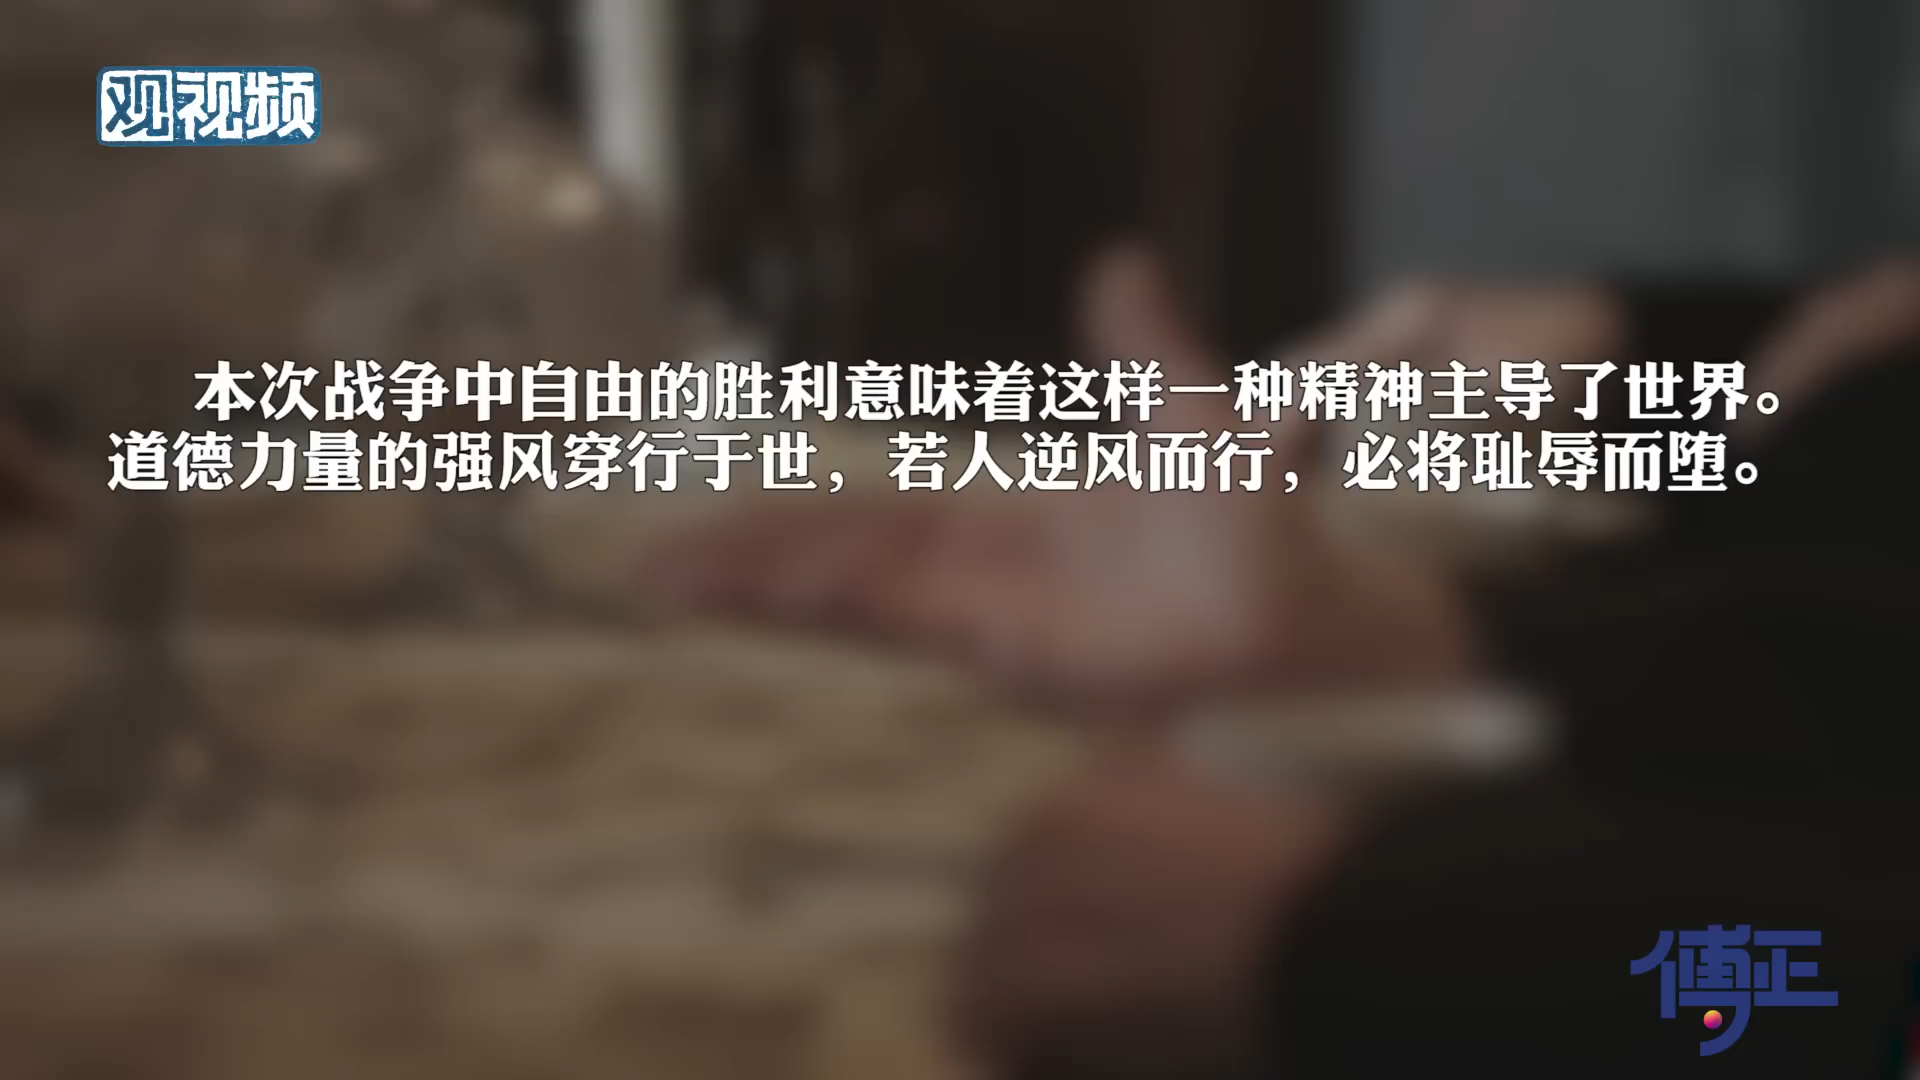 观视频
本次战争中自由的胜利意味着这样一种精神主导了世界。
道德力量的强风穿行于世，若人逆风而行，必将耻辱而堕。
傅正